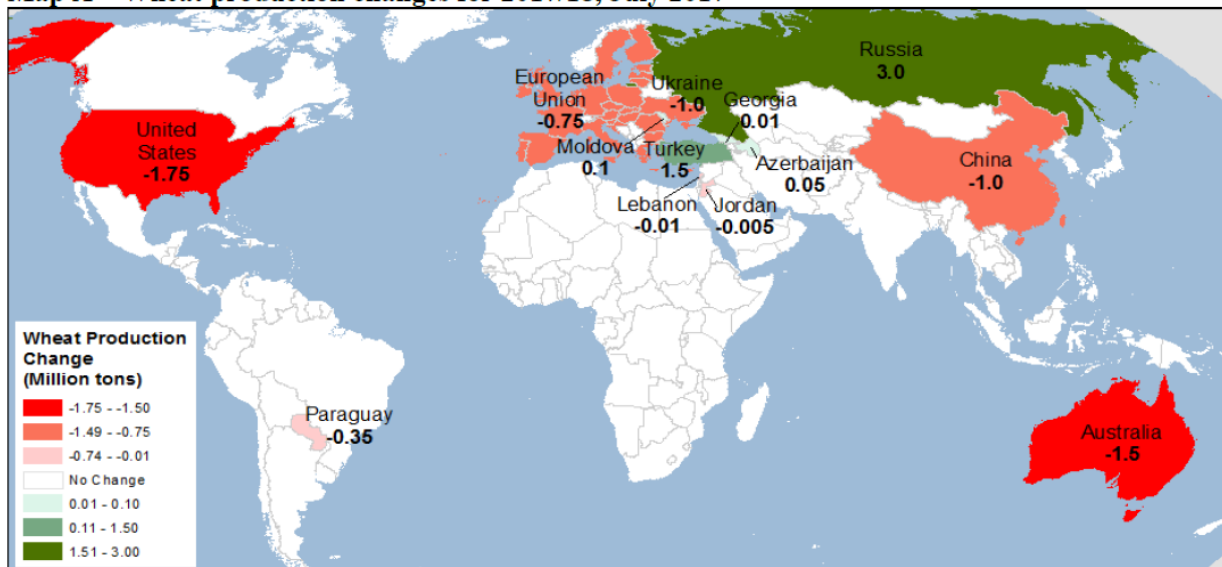 Russia
3.0
European
Union
-0.75
Ukraine
-1.0
Georgia
0.01
United
States
-1.75
Moldova
0.1
Turkey
1.5
Azerbaijan
0.05
China
-1.0
Lebanon
-0.01
Jordan
-0.005
Wheat Production
Change
(Million tons)
-1.75 - -1.50
-1.49 - -0.75
-0.74 - -0.01
No Change
0.01 - 0.10
0.11 - 1.50
1.51 - 3.00
Paraguay
-0.35
Australia
-1.5